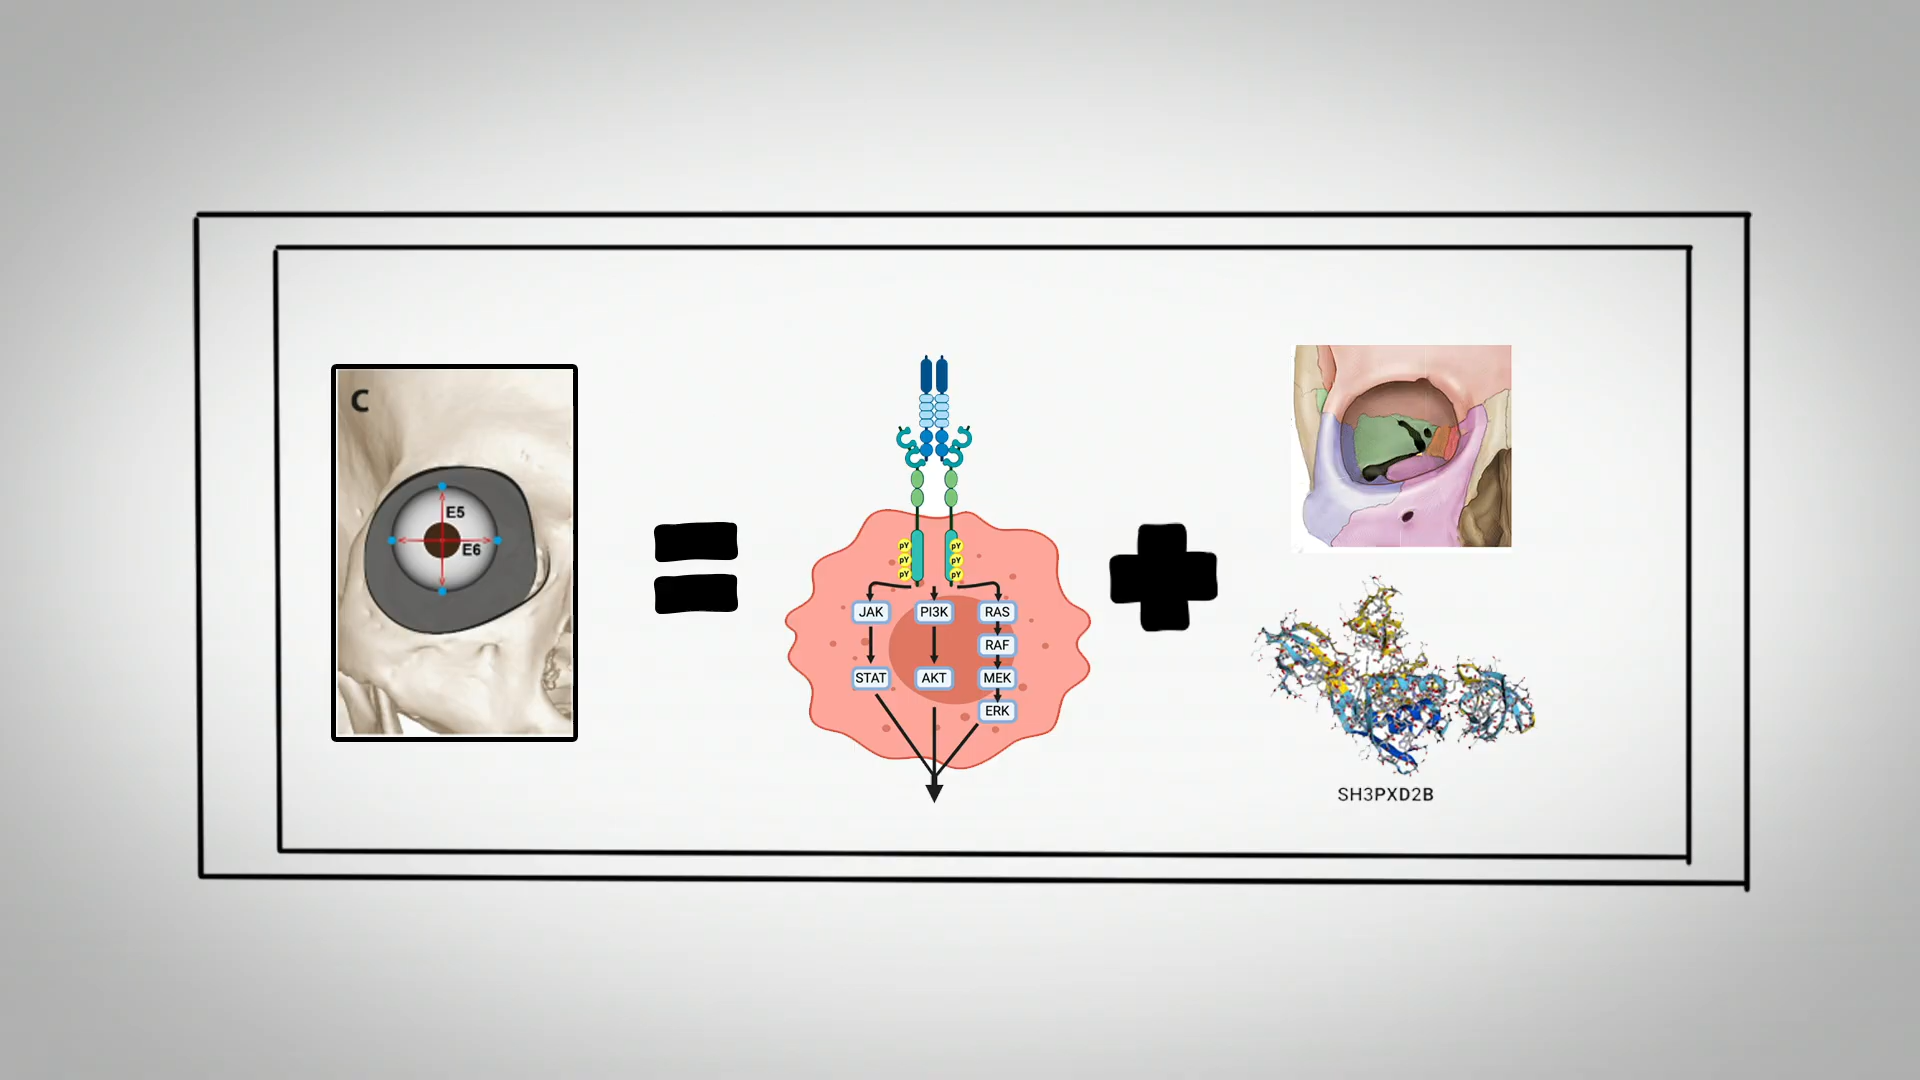 C
E5
E6
pY pY
pY pY
pY pY
JAK PI3K RAS
RAF
STAT AKT MEK
ERK
SH3PXD2B